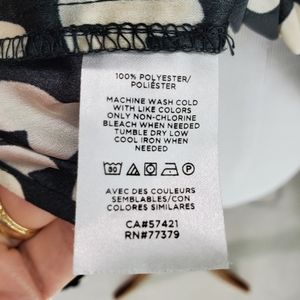 100% POLYESTER/
POLIÉSTER
MACHINE WASH COLD
WITH LIKE COLORS
ONLY NON-CHLORINE
BLEACH WHEN NEEDED
TUMBLE DRY LOW
COOL IRON WHEN
NEEDED
30
AVEC DES COULEURS
SEMBLABLES/CON
COLORES SIMILARES
CA#57421
RN#77379